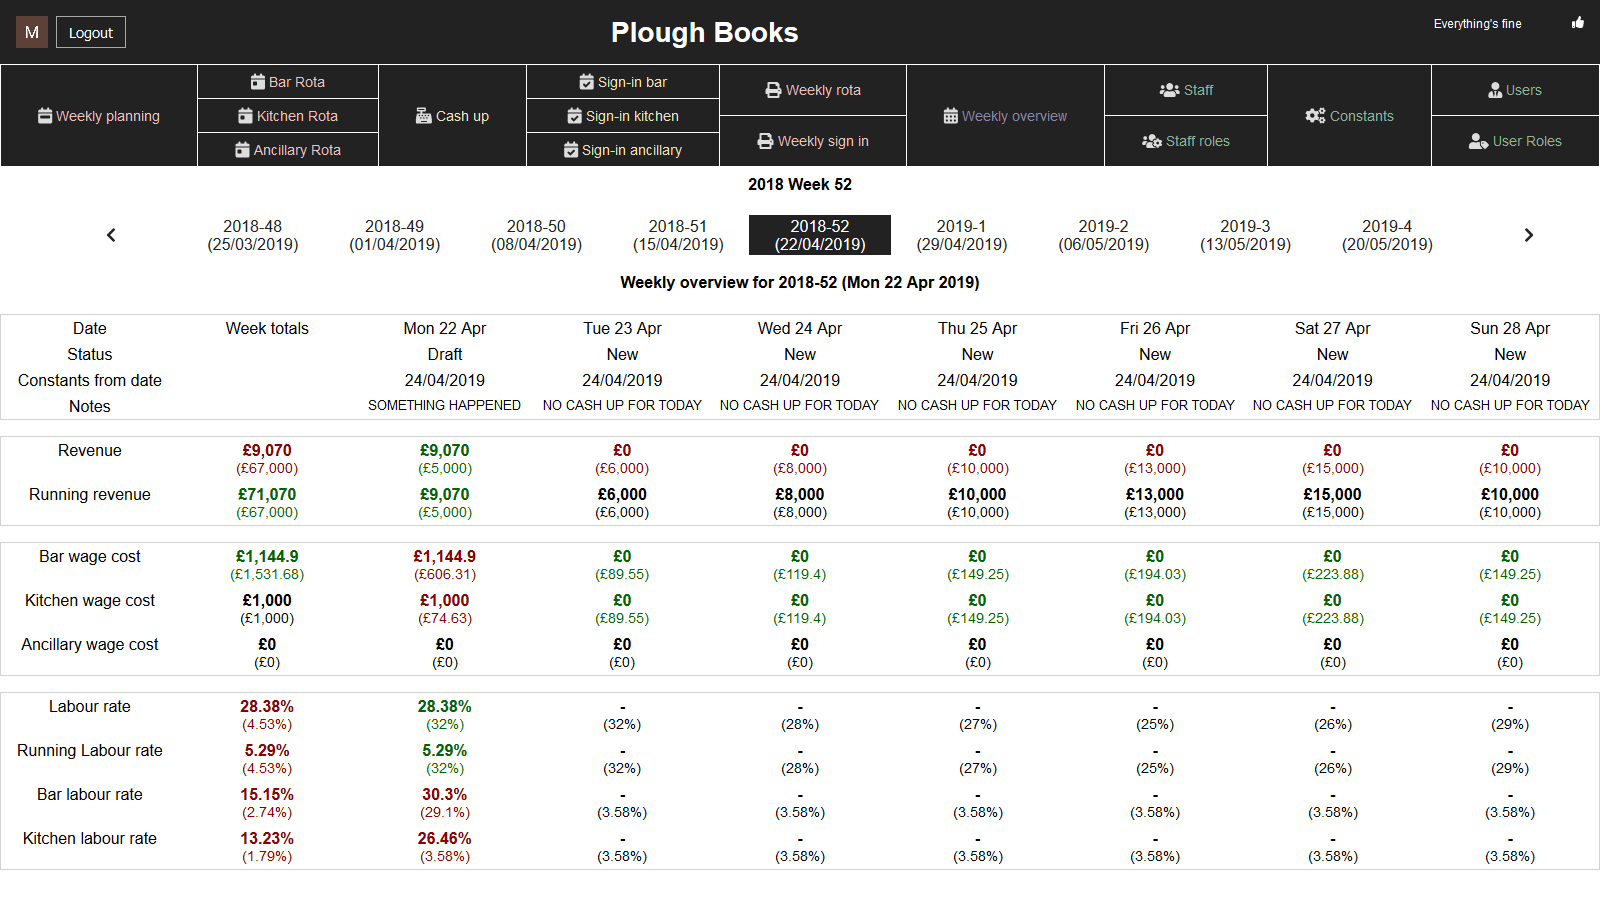 M Logout Plough Books Everything's fine
Weekly planning
Bar Rota
Kitchen Rota
Ancillary Rota
Cash up
Sign-in bar
Sign-in kitchen
Sign-in ancillary
Weekly rota
Weekly sign in
Weekly overview
Staff
Staff roles
Constants
Users
User Roles
2018 Week 52
2018-48 2018-49 2018-50 2018-51 2018-52 2019-1 2019-2 2019-3 2019-4
(25/03/2019) (01/04/2019) (08/04/2019) (15/04/2019) (22/04/2019) (29/04/2019) (06/05/2019) (13/05/2019) (20/05/2019)
Weekly overview for 2018-52 (Mon 22 Apr 2019)
Date Week totals Mon 22 Apr Tue 23 Apr Wed 24 Apr Thu 25 Apr Fri 26 Apr Sat 27 Apr Sun 28 Apr
Status Draft New New New New New New
Constants from date 24/04/2019 24/04/2019 24/04/2019 24/04/2019 24/04/2019 24/04/2019 24/04/2019
Notes SOMETHING HAPPENED NO CASH UP FOR TODAY NO CASH UP FOR TODAY NO CASH UP FOR TODAY NO CASH UP FOR TODAY NO CASH UP FOR TODAY NO CASH UP FOR TODAY
Revenue £9,070 £9,070 £0 £0 £0 £0 £0 £0
(£67,000) (£5,000) (£6,000) (£8,000) (£10,000) (£13,000) (£15,000) (£10,000)
Running revenue £71,070 £9,070 £6,000 £8,000 £10,000 £13,000 £15,000 £10,000
(£67,000) (£5,000) (£6,000) (£8,000) (£10,000) (£13,000) (£15,000) (£10,000)
Bar wage cost £1,144.9 £1,144.9 £0 £0 £0 £0 £0 £0
(£1,531.68) (£606.31) (£89.55) (£119.4) (£149.25) (£194.03) (£223.88) (£149.25)
Kitchen wage cost £1,000 £1,000 £0 £0 £0 £0 £0 £0
(£1,000) (£74.63) (£89.55) (£119.4) (£149.25) (£194.03) (£223.88) (£149.25)
Ancillary wage cost £0 £0 £0 £0 £0 £0 £0 £0
(£0) (£0) (£0) (£0) (£0) (£0) (£0) (£0)
Labour rate 28.38% 28.38% - - - - - -
(4.53%) (32%) (32%) (28%) (27%) (25%) (26%) (29%)
Running Labour rate 5.29% 5.29% - - - - - -
(4.53%) (32%) (32%) (28%) (27%) (25%) (26%) (29%)
Bar labour rate 15.15% 30.3% - - - - - -
(2.74%) (29.1%) (3.58%) (3.58%) (3.58%) (3.58%) (3.58%) (3.58%)
Kitchen labour rate 13.23% 26.46% - - - - - -
(1.79%) (3.58%) (3.58%) (3.58%) (3.58%) (3.58%) (3.58%) (3.58%)